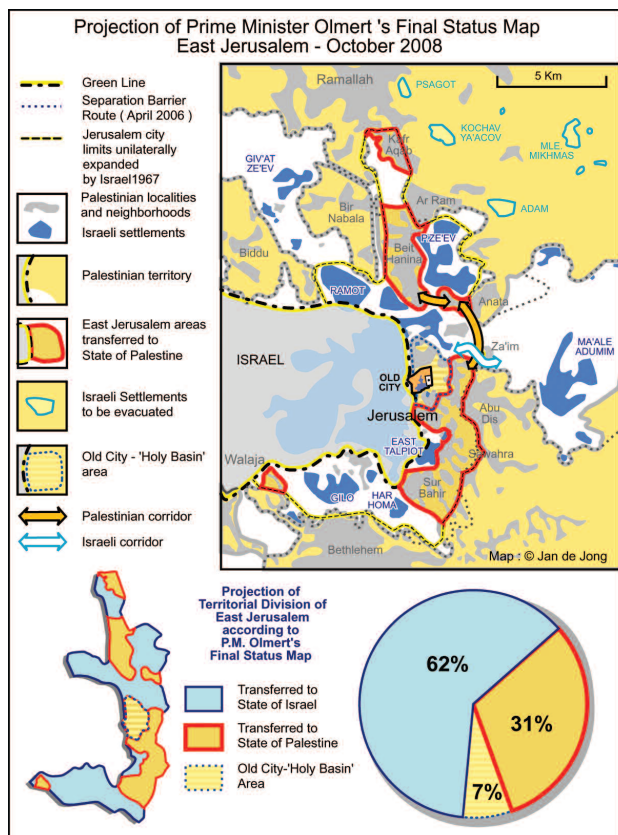 Projection of Prime Minister Olmert 's Final Status Map
East Jerusalem - October 2008
Green Line
Separation Barrier
Route ( April 2006 )
Jerusalem city
limits unilaterally
expanded
by Israel1967
Palestinian localities
and neighborhoods
Israeli settlements
Palestinian territory
East Jerusalem areas
transferred to
State of Palestine
Israeli Settlements
to be evacuated
Old City - 'Holy Basin'
area
Palestinian corridor
Israeli corridor
Ramallah
PSAGOT
5 Km
Kafr
Aqab
KOCHAV
YA'ACOV
MLE
MIKHMAS
GIV'AT
ZE'EV
Bir
Nabala
Ar Ram
ADAM
Biddu
Beit
Hanina
P.ZE'EV
RAMOT
Anata
ISRAEL
Za'im
MA'ALE
ADUMIM
OLD
CITY
Jerusalem
Abu
Dis
EAST
TALPIOT
Sawahra
Walaja
GILO
HAR
HOMA
Sur
Bahir
Bethlehem
Map : © Jan de Jong
Projection of
Territorial Division of
East Jerusalem
according to
P.M. Olmert's
Final Status Map
Transferred to
State of Israel
Transferred to
State of Palestine
Old City-'Holy Basin'
Area
62%
31%
7%